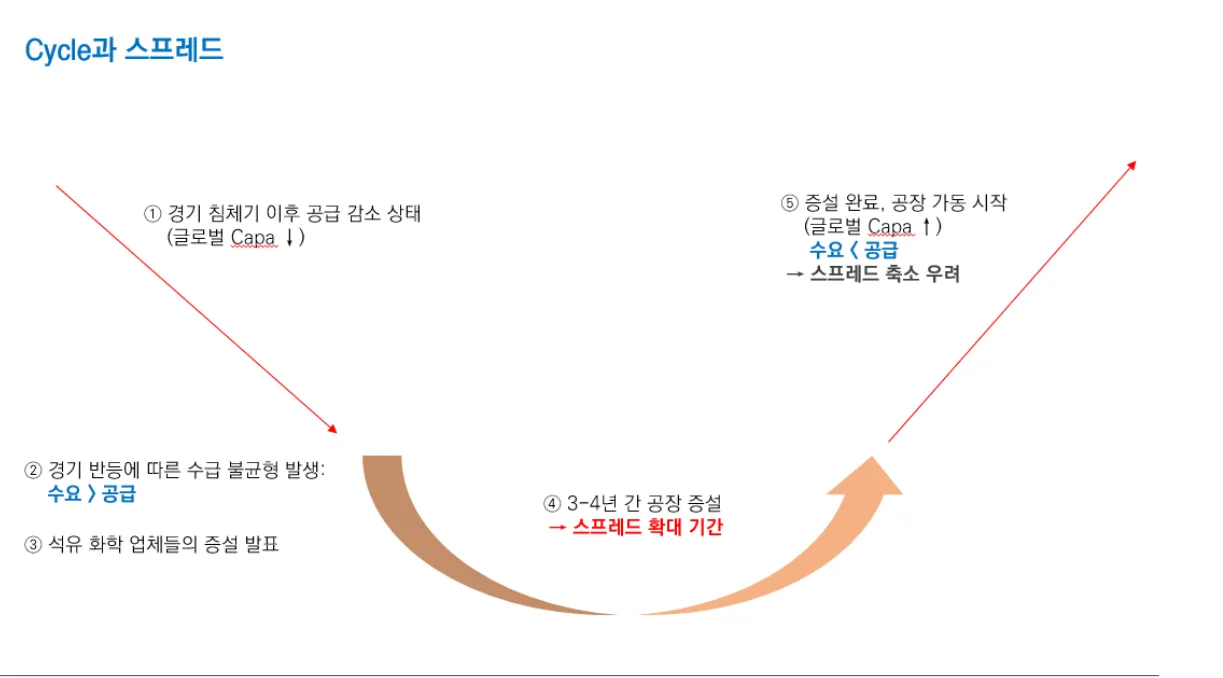 Cycle과 스프레드
① 경기 침체기 이후 공급 감소 상태
(글로벌 Capa ↓)
② 경기 반등에 따른 수급 불균형 발생:
수요 > 공급
③ 석유 화학 업체들의 증설 발표
④ 3-4년 간 공장 증설
→ 스프레드 확대 기간
⑤ 증설 완료, 공장 가동 시작
(글로벌 Capa ↑)
수요 < 공급
→ 스프레드 축소 우려